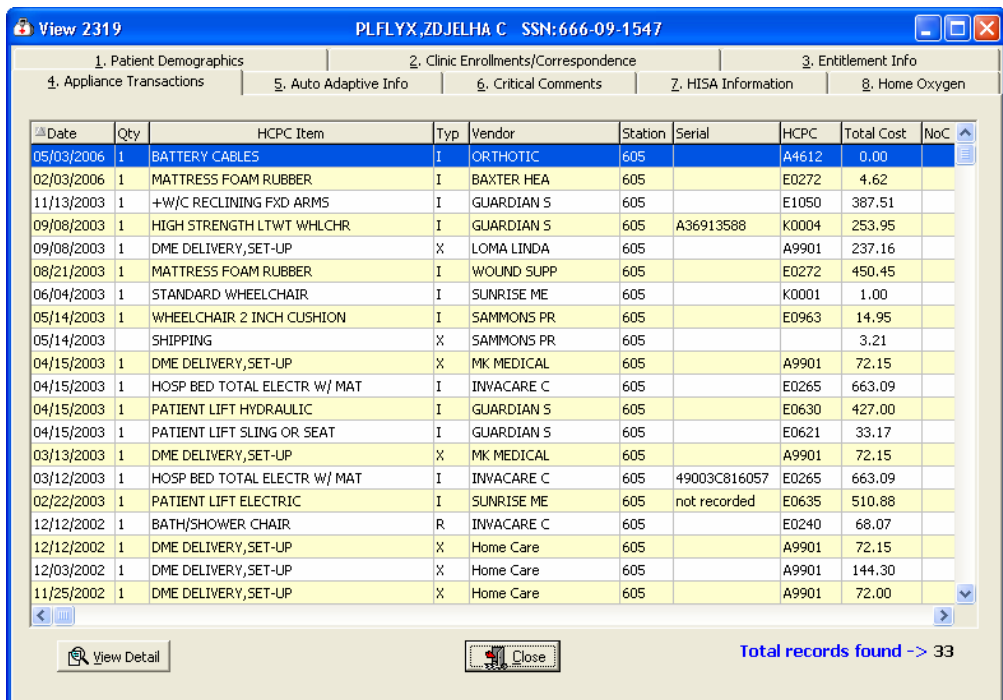 View 2319 PLFLYX,ZDJELHA C SSN:666-09-1547
1. Patient Demographics 2. Clinic Enrollments/Correspondence 3. Entitlement Info
4. Appliance Transactions 5. Auto Adaptive Info 6. Critical Comments 7. HISA Information 8. Home Oxygen
Date Qty HCPC Item Typ Vendor Station Serial HCPC Total Cost NoC
05/03/2006 1 BATTERY CABLES I ORTHOTIC 605 A4612 0.00
02/03/2006 1 MATTRESS FOAM RUBBER I BAXTER HEA 605 E0272 4.62
11/13/2003 1 +W/C RECLINING FXD ARMS I GUARDIAN S 605 E1050 387.51
09/08/2003 1 HIGH STRENGTH LTWT WHLCHR I GUARDIAN S 605 A36913588 K0004 253.95
09/08/2003 1 DME DELIVERY,SET-UP X LOMA LINDA 605 A9901 237.16
08/21/2003 1 MATTRESS FOAM RUBBER I WOUND SUPP 605 E0272 450.45
06/04/2003 1 STANDARD WHEELCHAIR I SUNRISE ME 605 K0001 1.00
05/14/2003 1 WHEELCHAIR 2 INCH CUSHION I SAMMONS PR 605 E0963 14.95
05/14/2003 SHIPPING X SAMMONS PR 605 3.21
04/15/2003 1 DME DELIVERY,SET-UP X MK MEDICAL 605 A9901 72.15
04/15/2003 1 HOSP BED TOTAL ELECTR W/ MAT I INVACARE C 605 E0265 663.09
04/15/2003 1 PATIENT LIFT HYDRAULIC I GUARDIAN S 605 E0630 427.00
04/15/2003 1 PATIENT LIFT SLING OR SEAT I GUARDIAN S 605 E0621 33.17
03/13/2003 1 DME DELIVERY,SET-UP X MK MEDICAL 605 A9901 72.15
03/12/2003 1 HOSP BED TOTAL ELECTR W/ MAT I INVACARE C 605 49003C816057 E0265 663.09
02/22/2003 1 PATIENT LIFT ELECTRIC I SUNRISE ME 605 not recorded E0635 510.88
12/12/2002 1 BATH/SHOWER CHAIR R INVACARE C 605 E0240 68.07
12/12/2002 1 DME DELIVERY,SET-UP X Home Care 605 A9901 72.15
12/03/2002 1 DME DELIVERY,SET-UP X Home Care 605 A9901 144.30
11/25/2002 1 DME DELIVERY,SET-UP X Home Care 605 A9901 72.00
View Detail Close Total records found -> 33